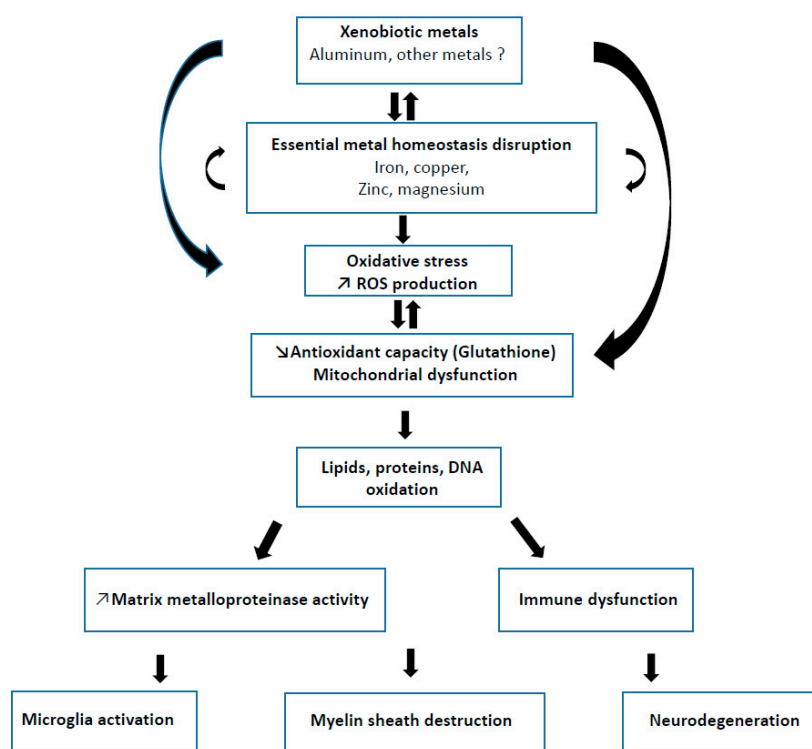 Xenobiotic metals
Aluminum, other metals ?
Essential metal homeostasis disruption
Iron, copper,
Zinc, magnesium
Oxidative stress
↗ ROS production
↘Antioxidant capacity (Glutathione)
Mitochondrial dysfunction
Lipids, proteins, DNA
oxidation
↗Matrix metalloproteinase activity
Immune dysfunction
Microglia activation
Myelin sheath destruction
Neurodegeneration